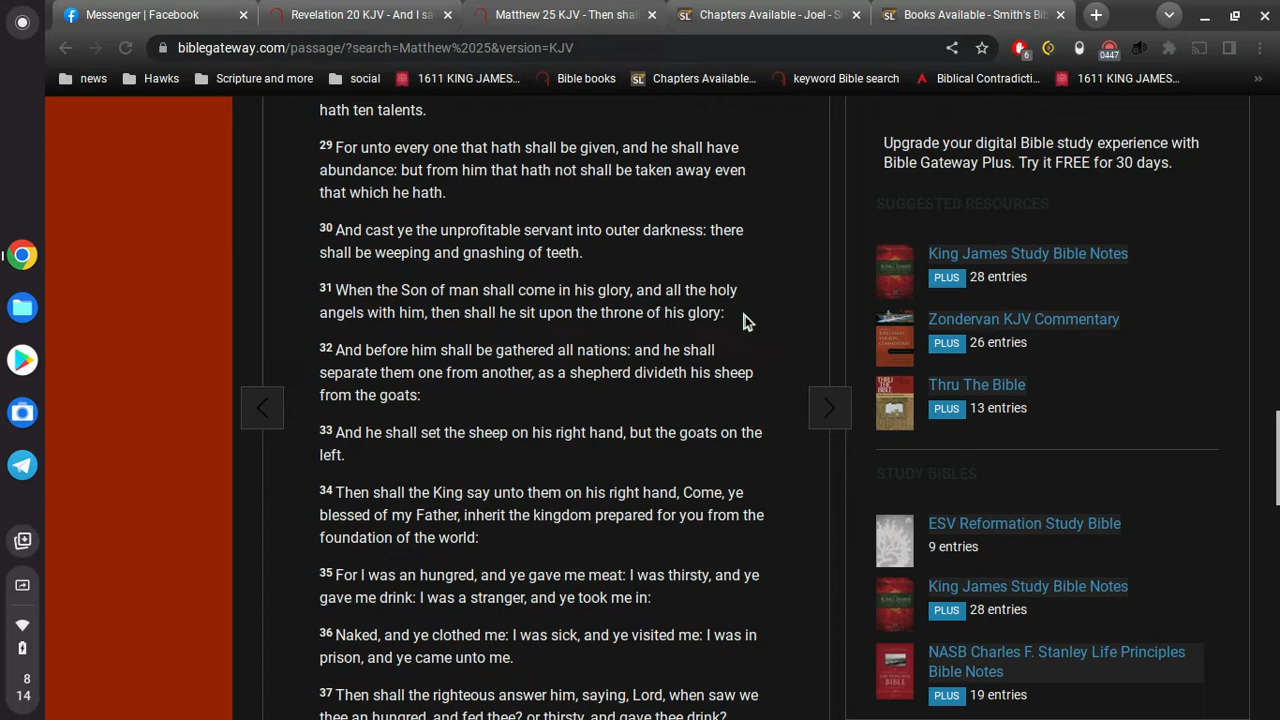 Messenger | Facebook
Revelation 20 KJV - And I sa
Matthew 25 KJV - Then shal
Chapters Available - Joel - S
Books Available - Smith's Bi
biblegateway.com/passage/?search=Matthew%2025&version=KJV
6
0447
news
Hawks
Scripture and more
social
1611 KING JAMES...
Bible books
SL
Chapters Available...
keyword Bible search
Biblical Contradicti...
1611 KING JAMES...
hath ten talents.
29 For unto every one that hath shall be given, and he shall have
abundance: but from him that hath not shall be taken away even
that which he hath.
30 And cast ye the unprofitable servant into outer darkness: there
shall be weeping and gnashing of teeth.
31 When the Son of man shall come in his glory, and all the holy
angels with him, then shall he sit upon the throne of his glory:
32 And before him shall be gathered all nations: and he shall
separate them one from another, as a shepherd divideth his sheep
from the goats:
33 And he shall set the sheep on his right hand, but the goats on the
left.
34 Then shall the King say unto them on his right hand, Come, ye
blessed of my Father, inherit the kingdom prepared for you from the
foundation of the world:
35 For I was an hungred, and ye gave me meat: I was thirsty, and ye
gave me drink: I was a stranger, and ye took me in:
36 Naked, and ye clothed me: I was sick, and ye visited me: I was in
prison, and ye came unto me.
37 Then shall the righteous answer him, saying, Lord, when saw we
thee an hungred, and fed thee? or thirsty, and gave thee drink?
Upgrade your digital Bible study experience with
Bible Gateway Plus. Try it FREE for 30 days.
SUGGESTED RESOURCES
King James Study Bible Notes
PLUS 28 entries
Zondervan KJV Commentary
PLUS 26 entries
Thru The Bible
PLUS 13 entries
STUDY BIBLES
ESV Reformation Study Bible
9 entries
King James Study Bible Notes
PLUS 28 entries
NASB Charles F. Stanley Life Principles
Bible Notes
PLUS 19 entries
8
14